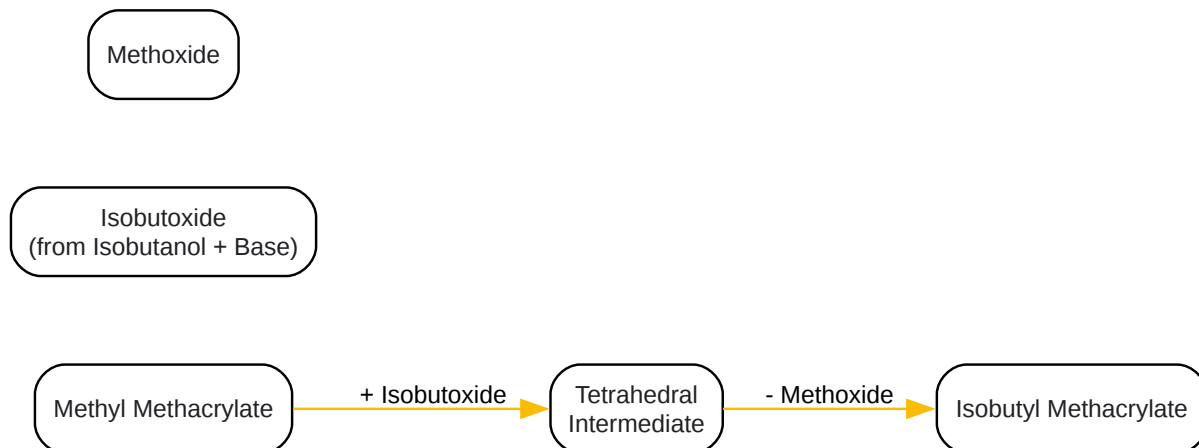 Methoxide
Isobutoxide
(from Isobutanol + Base)
Methyl Methacrylate
+ Isobutoxide
Tetrahedral
Intermediate
- Methoxide
Isobutyl Methacrylate